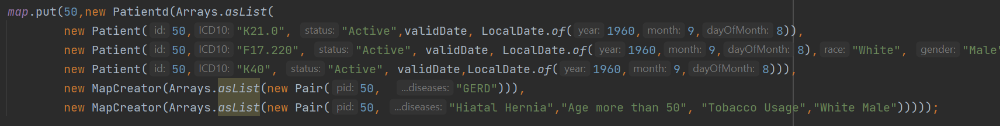 map.put(50,new Patientd(Arrays.asList(
new Patient( id: 50, ICD10: "K21.0", status: "Active",validDate, LocalDate.of( year: 1960, month: 9, dayOfMonth: 8)),
new Patient( id: 50, ICD10: "F17.220", status: "Active", validDate, LocalDate.of( year: 1960, month: 9, dayOfMonth: 8), race: "White", gender: "Male"
new Patient( id: 50, ICD10: "K40", status: "Active", validDate,LocalDate.of( year: 1960, month: 9, dayOfMonth: 8))),
new MapCreator(Arrays.asList(new Pair( pid: 50, ...diseases: "GERD"))),
new MapCreator(Arrays.asList(new Pair( pid: 50, ...diseases: "Hiatal Hernia","Age more than 50", "Tobacco Usage","White Male")))));